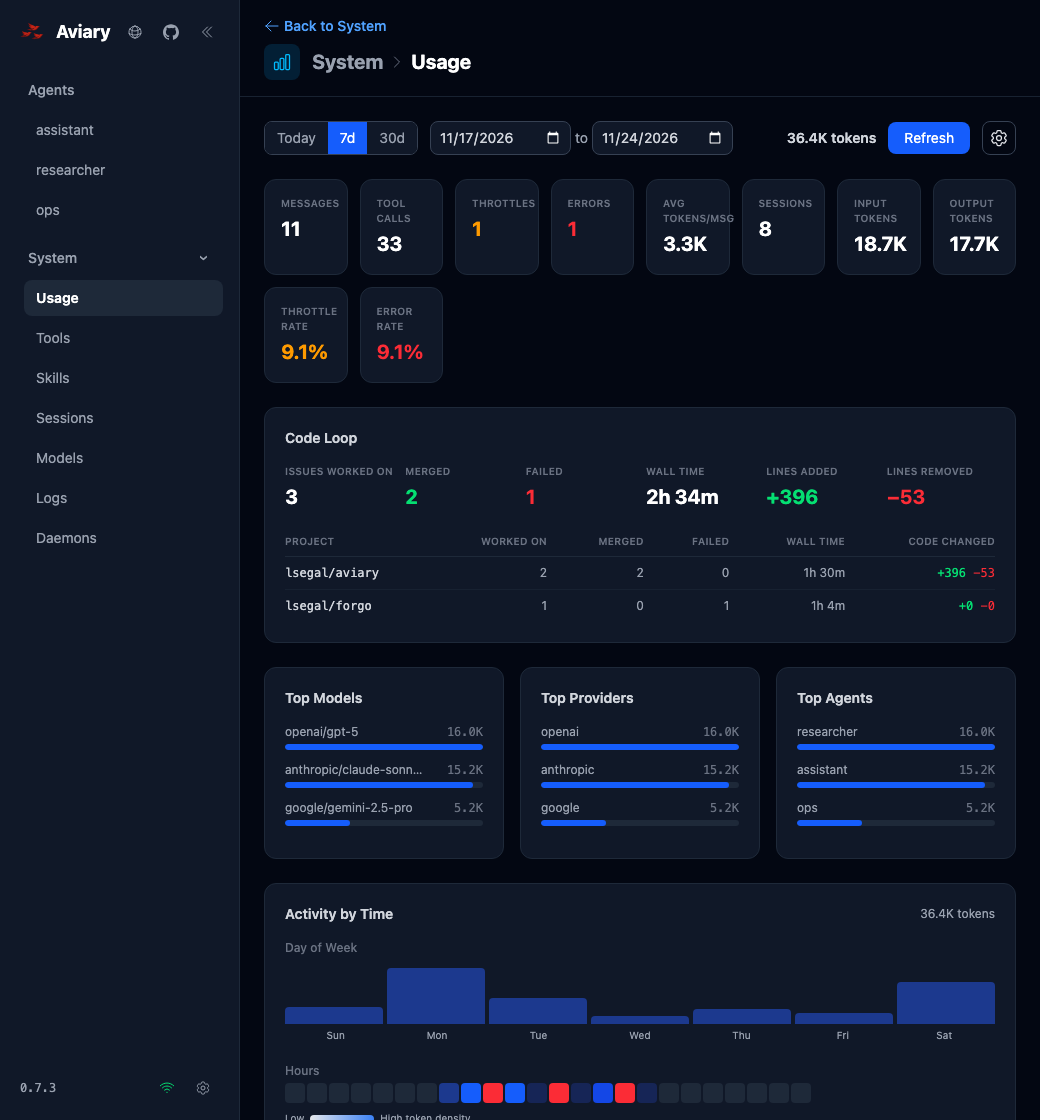 Aviary
Agents
assistant
researcher
ops
System
Usage
Tools
Skills
Sessions
Models
Logs
Daemons
0.7.3
Back to System
System > Usage
Today 7d 30d 11/17/2026 to 11/24/2026 36.4K tokens Refresh
MESSAGES
11
TOOL
CALLS
33
THROTTLES
1
ERRORS
1
AVG
TOKENS/MSG
3.3K
SESSIONS
8
INPUT
TOKENS
18.7K
OUTPUT
TOKENS
17.7K
THROTTLE
RATE
9.1%
ERROR
RATE
9.1%
Code Loop
ISSUES WORKED ON MERGED FAILED WALL TIME LINES ADDED LINES REMOVED
3 2 1 2h 34m +396 −53
PROJECT WORKED ON MERGED FAILED WALL TIME CODE CHANGED
lsegal/aviary 2 2 0 1h 30m +396 −53
lsegal/forgo 1 0 1 1h 4m +0 −0
Top Models
openai/gpt-5 16.0K
anthropic/claude-sonn... 15.2K
google/gemini-2.5-pro 5.2K
Top Providers
openai 16.0K
anthropic 15.2K
google 5.2K
Top Agents
researcher 16.0K
assistant 15.2K
ops 5.2K
Activity by Time 36.4K tokens
Day of Week
Sun Mon Tue Wed Thu Fri Sat
Hours
Low High token density